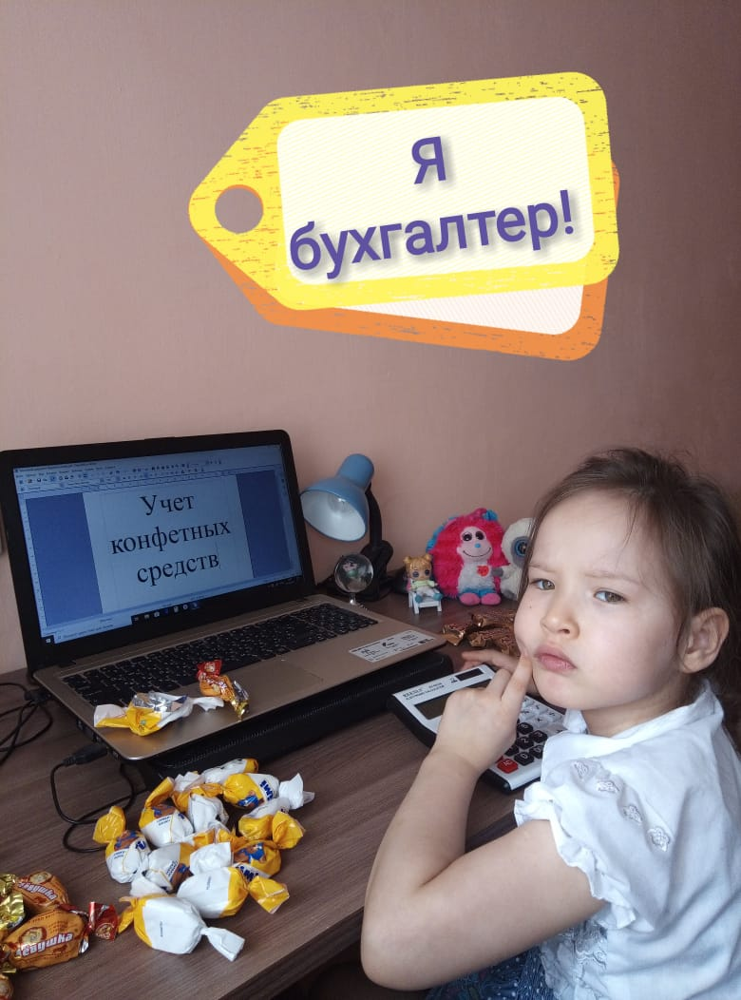 Я
бухгалтер!
Учет
конфетных
средств